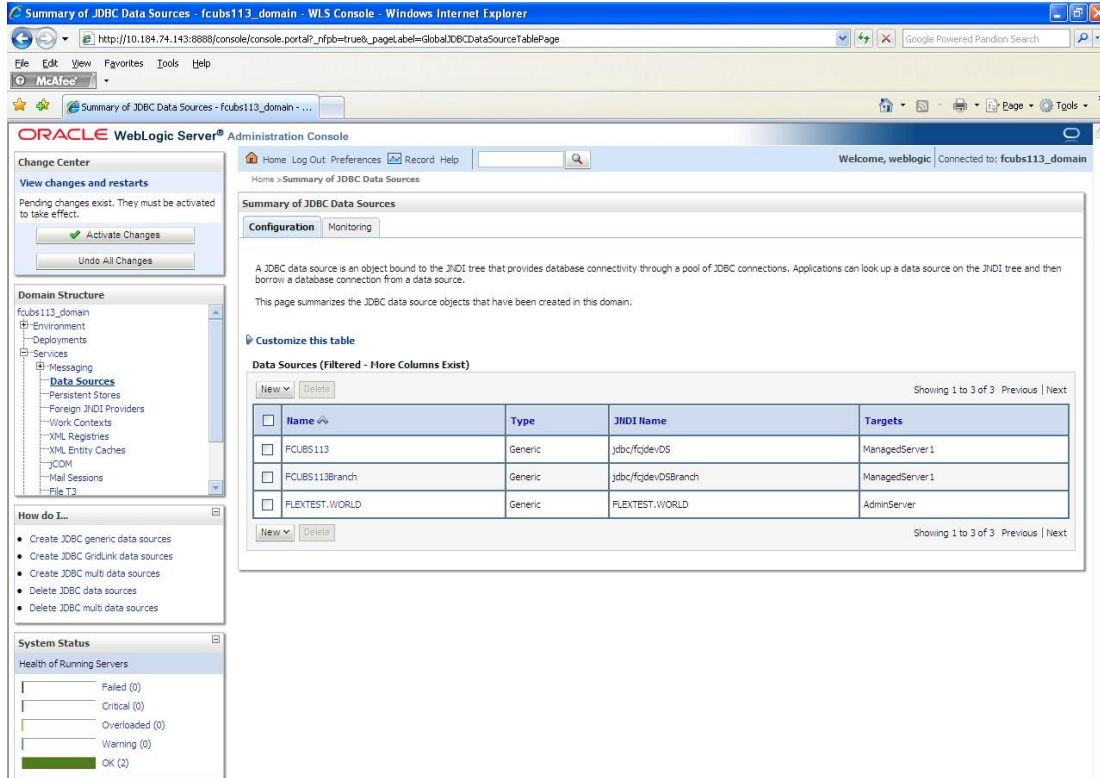 Summary of JDBC Data Sources - fcubs113_domain - WLS Console - Windows Internet Explorer
http://10.184.74.143:8888/console/console.portal?_nfpb=true&_pageLabel=GlobalJDBCDataSourceTablePage
Google Powered Pandion Search
File Edit View Favorites Tools Help
McAfee
Summary of JDBC Data Sources - fcubs113_domain - ...
Page Tools
ORACLE WebLogic Server® Administration Console
Change Center
View changes and restarts
Pending changes exist. They must be activated
to take effect.
Activate Changes
Undo All Changes
Domain Structure
fcubs113_domain
Environment
Deployments
Services
Messaging
Data Sources
Persistent Stores
Foreign JNDI Providers
Work Contexts
XML Registries
XML Entity Caches
jCOM
Mail Sessions
File T3
How do I...
Create JDBC generic data sources
Create JDBC GridLink data sources
Create JDBC multi data sources
Delete JDBC data sources
Delete JDBC multi data sources
System Status
Health of Running Servers
Failed (0)
Critical (0)
Overloaded (0)
Warning (0)
OK (2)
Home Log Out Preferences Record Help
Welcome, weblogic Connected to: fcubs113_domain
Home >Summary of JDBC Data Sources
Summary of JDBC Data Sources
Configuration Monitoring
A JDBC data source is an object bound to the JNDI tree that provides database connectivity through a pool of JDBC connections. Applications can look up a data source on the JNDI tree and then
borrow a database connection from a data source.
This page summarizes the JDBC data source objects that have been created in this domain.
Customize this table
Data Sources (Filtered - More Columns Exist)
New Delete Showing 1 to 3 of 3 Previous | Next
Name Type JNDI Name Targets
FCUBS113 Generic jdbc/fcjdevDS ManagedServer1
FCUBS113Branch Generic jdbc/fcjdevDSBranch ManagedServer1
FLEXTEST.WORLD Generic FLEXTEST.WORLD AdminServer
New Delete Showing 1 to 3 of 3 Previous | Next